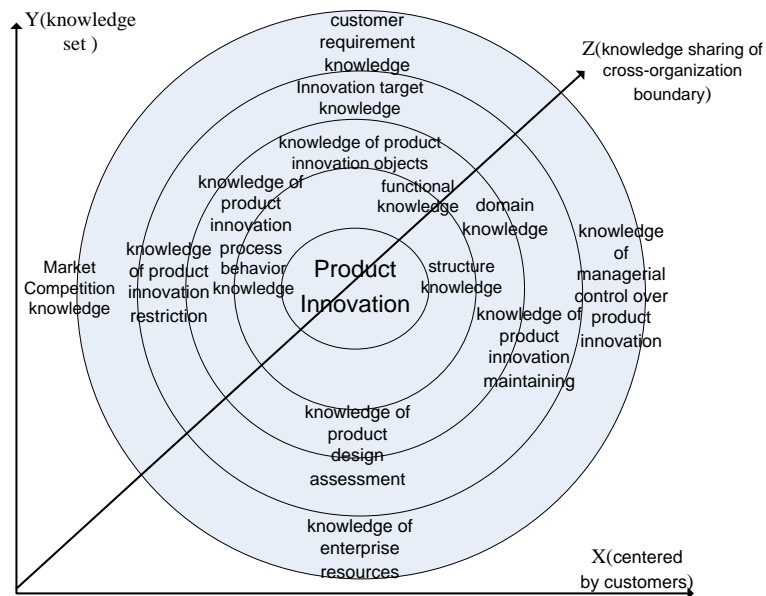 Y(knowledge
set )
customer
requirement
knowledge
Z(knowledge sharing of
cross-organization
boundary)
Innovation target
knowledge
knowledge of product
innovation objects
functional
knowledge
knowledge of
product
innovation
process
behavior
knowledge
domain
knowledge
knowledge
of product
innovation
restriction
Market
Competition
knowledge
Product
Innovation
structure
knowledge
knowledge
of
managerial
control over
product
innovation
knowledge of
product
innovation
maintaining
knowledge of
product
design
assessment
knowledge of
enterprise
resources
X(centered
by customers)